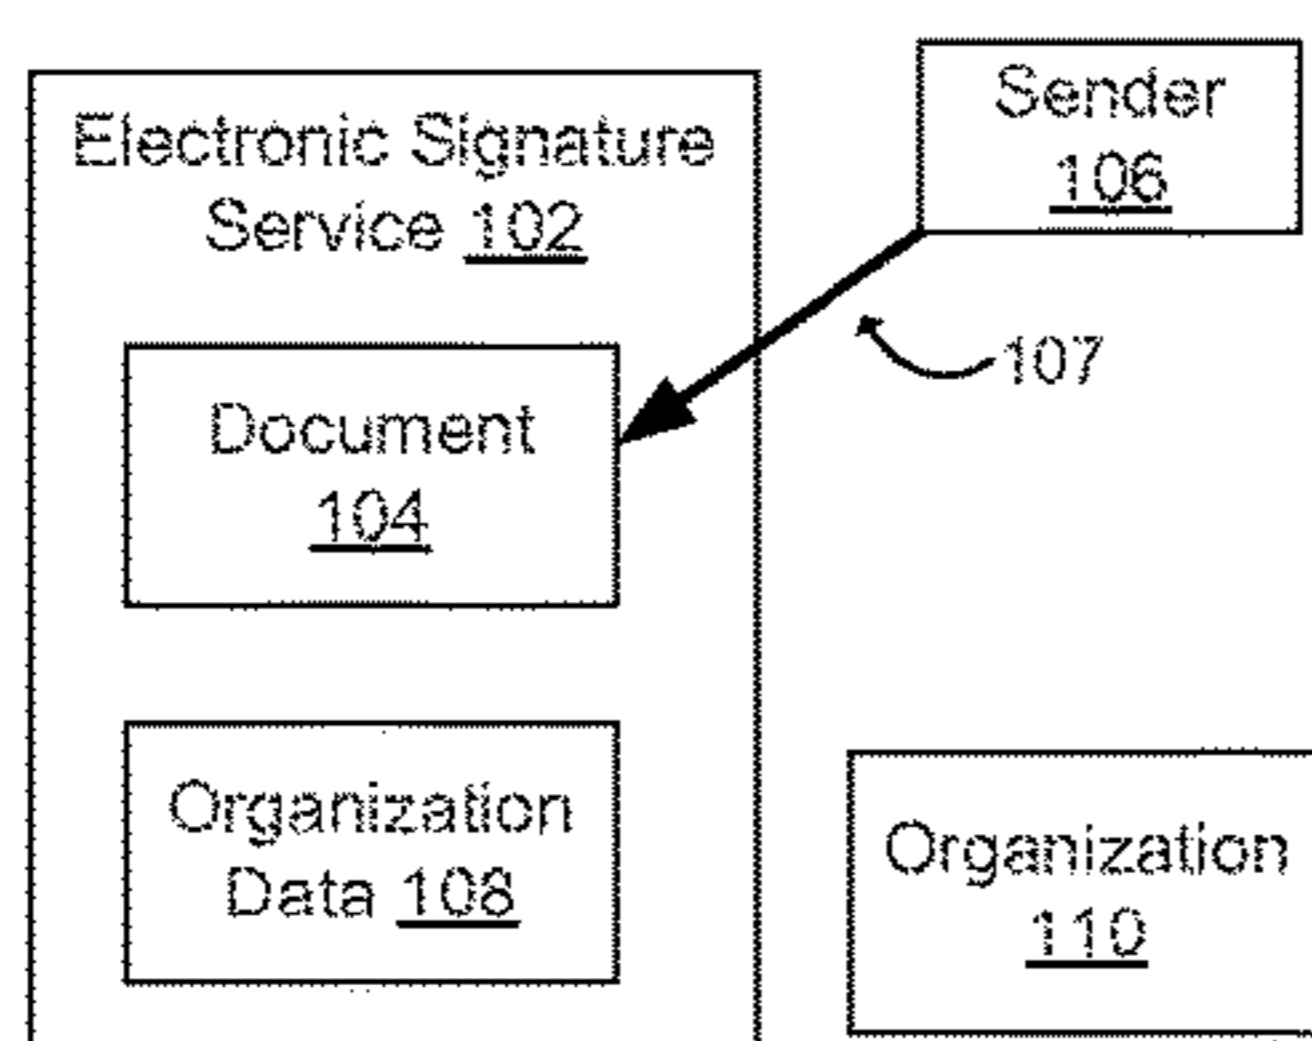 Electronic Signature
Service 102
Sender
106
107
Document
104
Organization
Data 108
Organization
110